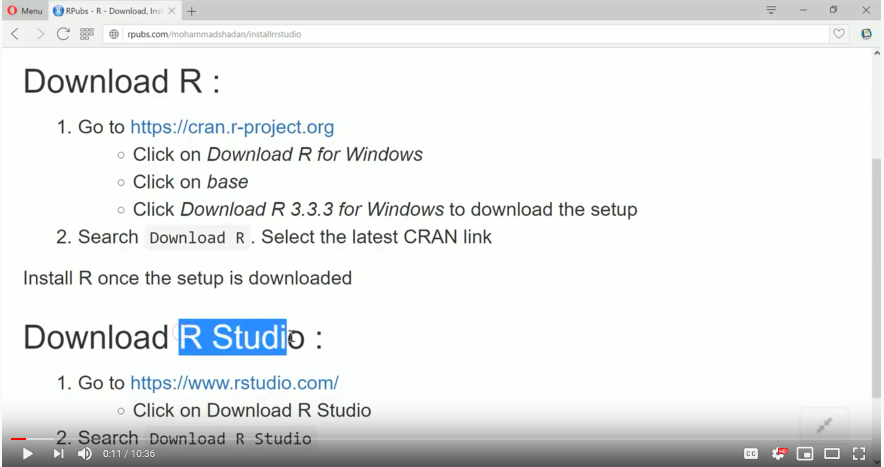 Menu
RPubs - R - Download, Inst
rpubs.com/mohammadshadan/installrrstudio
Download R :
1. Go to https://cran.r-project.org
Click on Download R for Windows
Click on base
Click Download R 3.3.3 for Windows to download the setup
2. Search Download R. Select the latest CRAN link
Install R once the setup is downloaded
Download R Studio :
1. Go to https://www.rstudio.com/
Click on Download R Studio
2. Search Download R Studio
0:11 / 10:36
CC